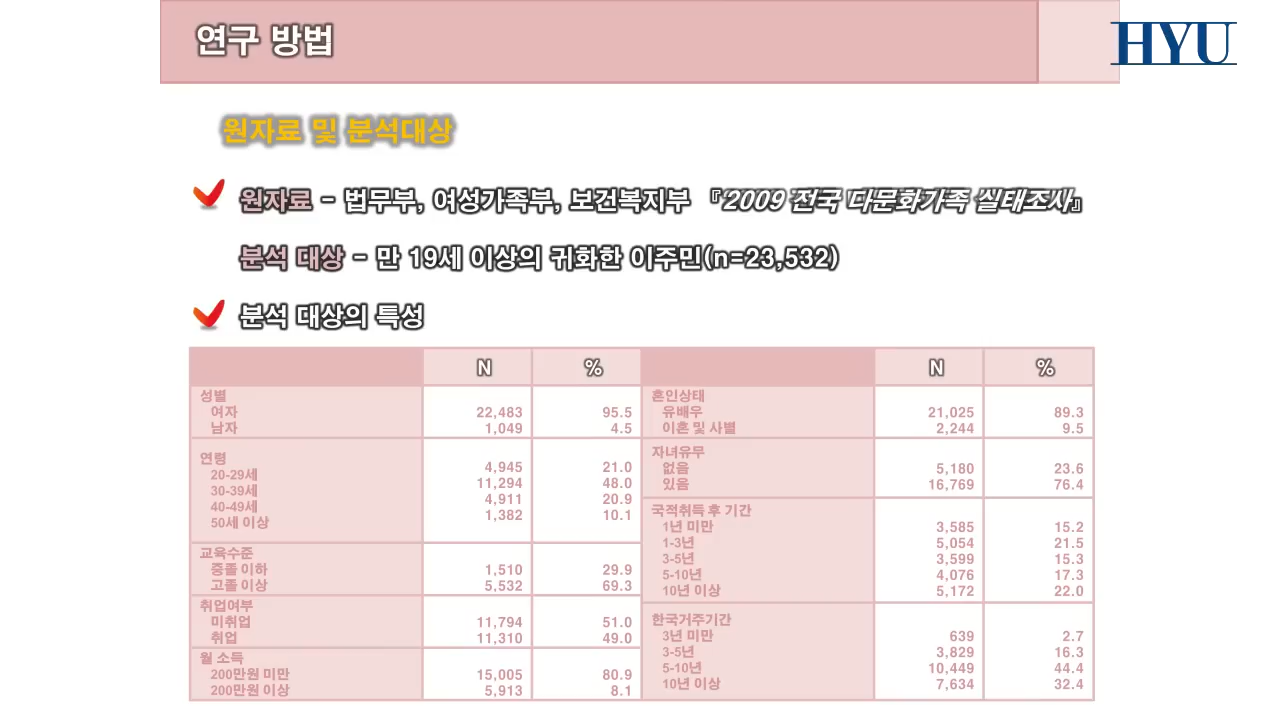 연구 방법
HYU
원자료 및 분석대상
원자료 - 법무부, 여성가족부, 보건복지부 『2009 전국 다문화가족 실태조사』
분석 대상 - 만 19세 이상의 귀화한 이주민(n=23,532)
분석 대상의 특성
N % N %
성별
여자 22,483 95.5
남자 1,049 4.5
연령
20-29세 4,945 21.0
30-39세 11,294 48.0
40-49세 4,911 20.9
50세 이상 1,382 10.1
교육수준
중졸 이하 1,510 29.9
고졸 이상 5,532 69.3
취업여부
미취업 11,794 51.0
취업 11,310 49.0
월 소득
200만원 미만 15,005 80.9
200만원 이상 5,913 8.1
혼인상태
유배우 21,025 89.3
이혼 및 사별 2,244 9.5
자녀유무
없음 5,180 23.6
있음 16,769 76.4
국적취득 후 기간
1년 미만 3,585 15.2
1-3년 5,054 21.5
3-5년 3,599 15.3
5-10년 4,076 17.3
10년 이상 5,172 22.0
한국거주기간
3년 미만 639 2.7
3-5년 3,829 16.3
5-10년 10,449 44.4
10년 이상 7,634 32.4